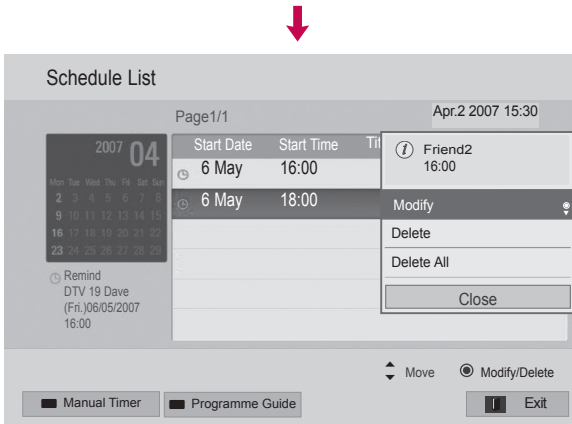 Schedule List
Page1/1
Apr.2 2007 15:30
2007 04
Mon Tue Wed Thu Fri Sat Sun
2 3 4 5 6 7 8
9 10 11 12 13 14 15
16 17 18 19 20 21 22
23 24 25 26 27 28 29
Remind
DTV 19 Dave
(Fri.)06/05/2007
16:00
Start Date Start Time Tit
6 May 16:00
6 May 18:00
i Friend2
16:00
Modify
Delete
Delete All
Close
Move Modify/Delete
Manual Timer Programme Guide Exit